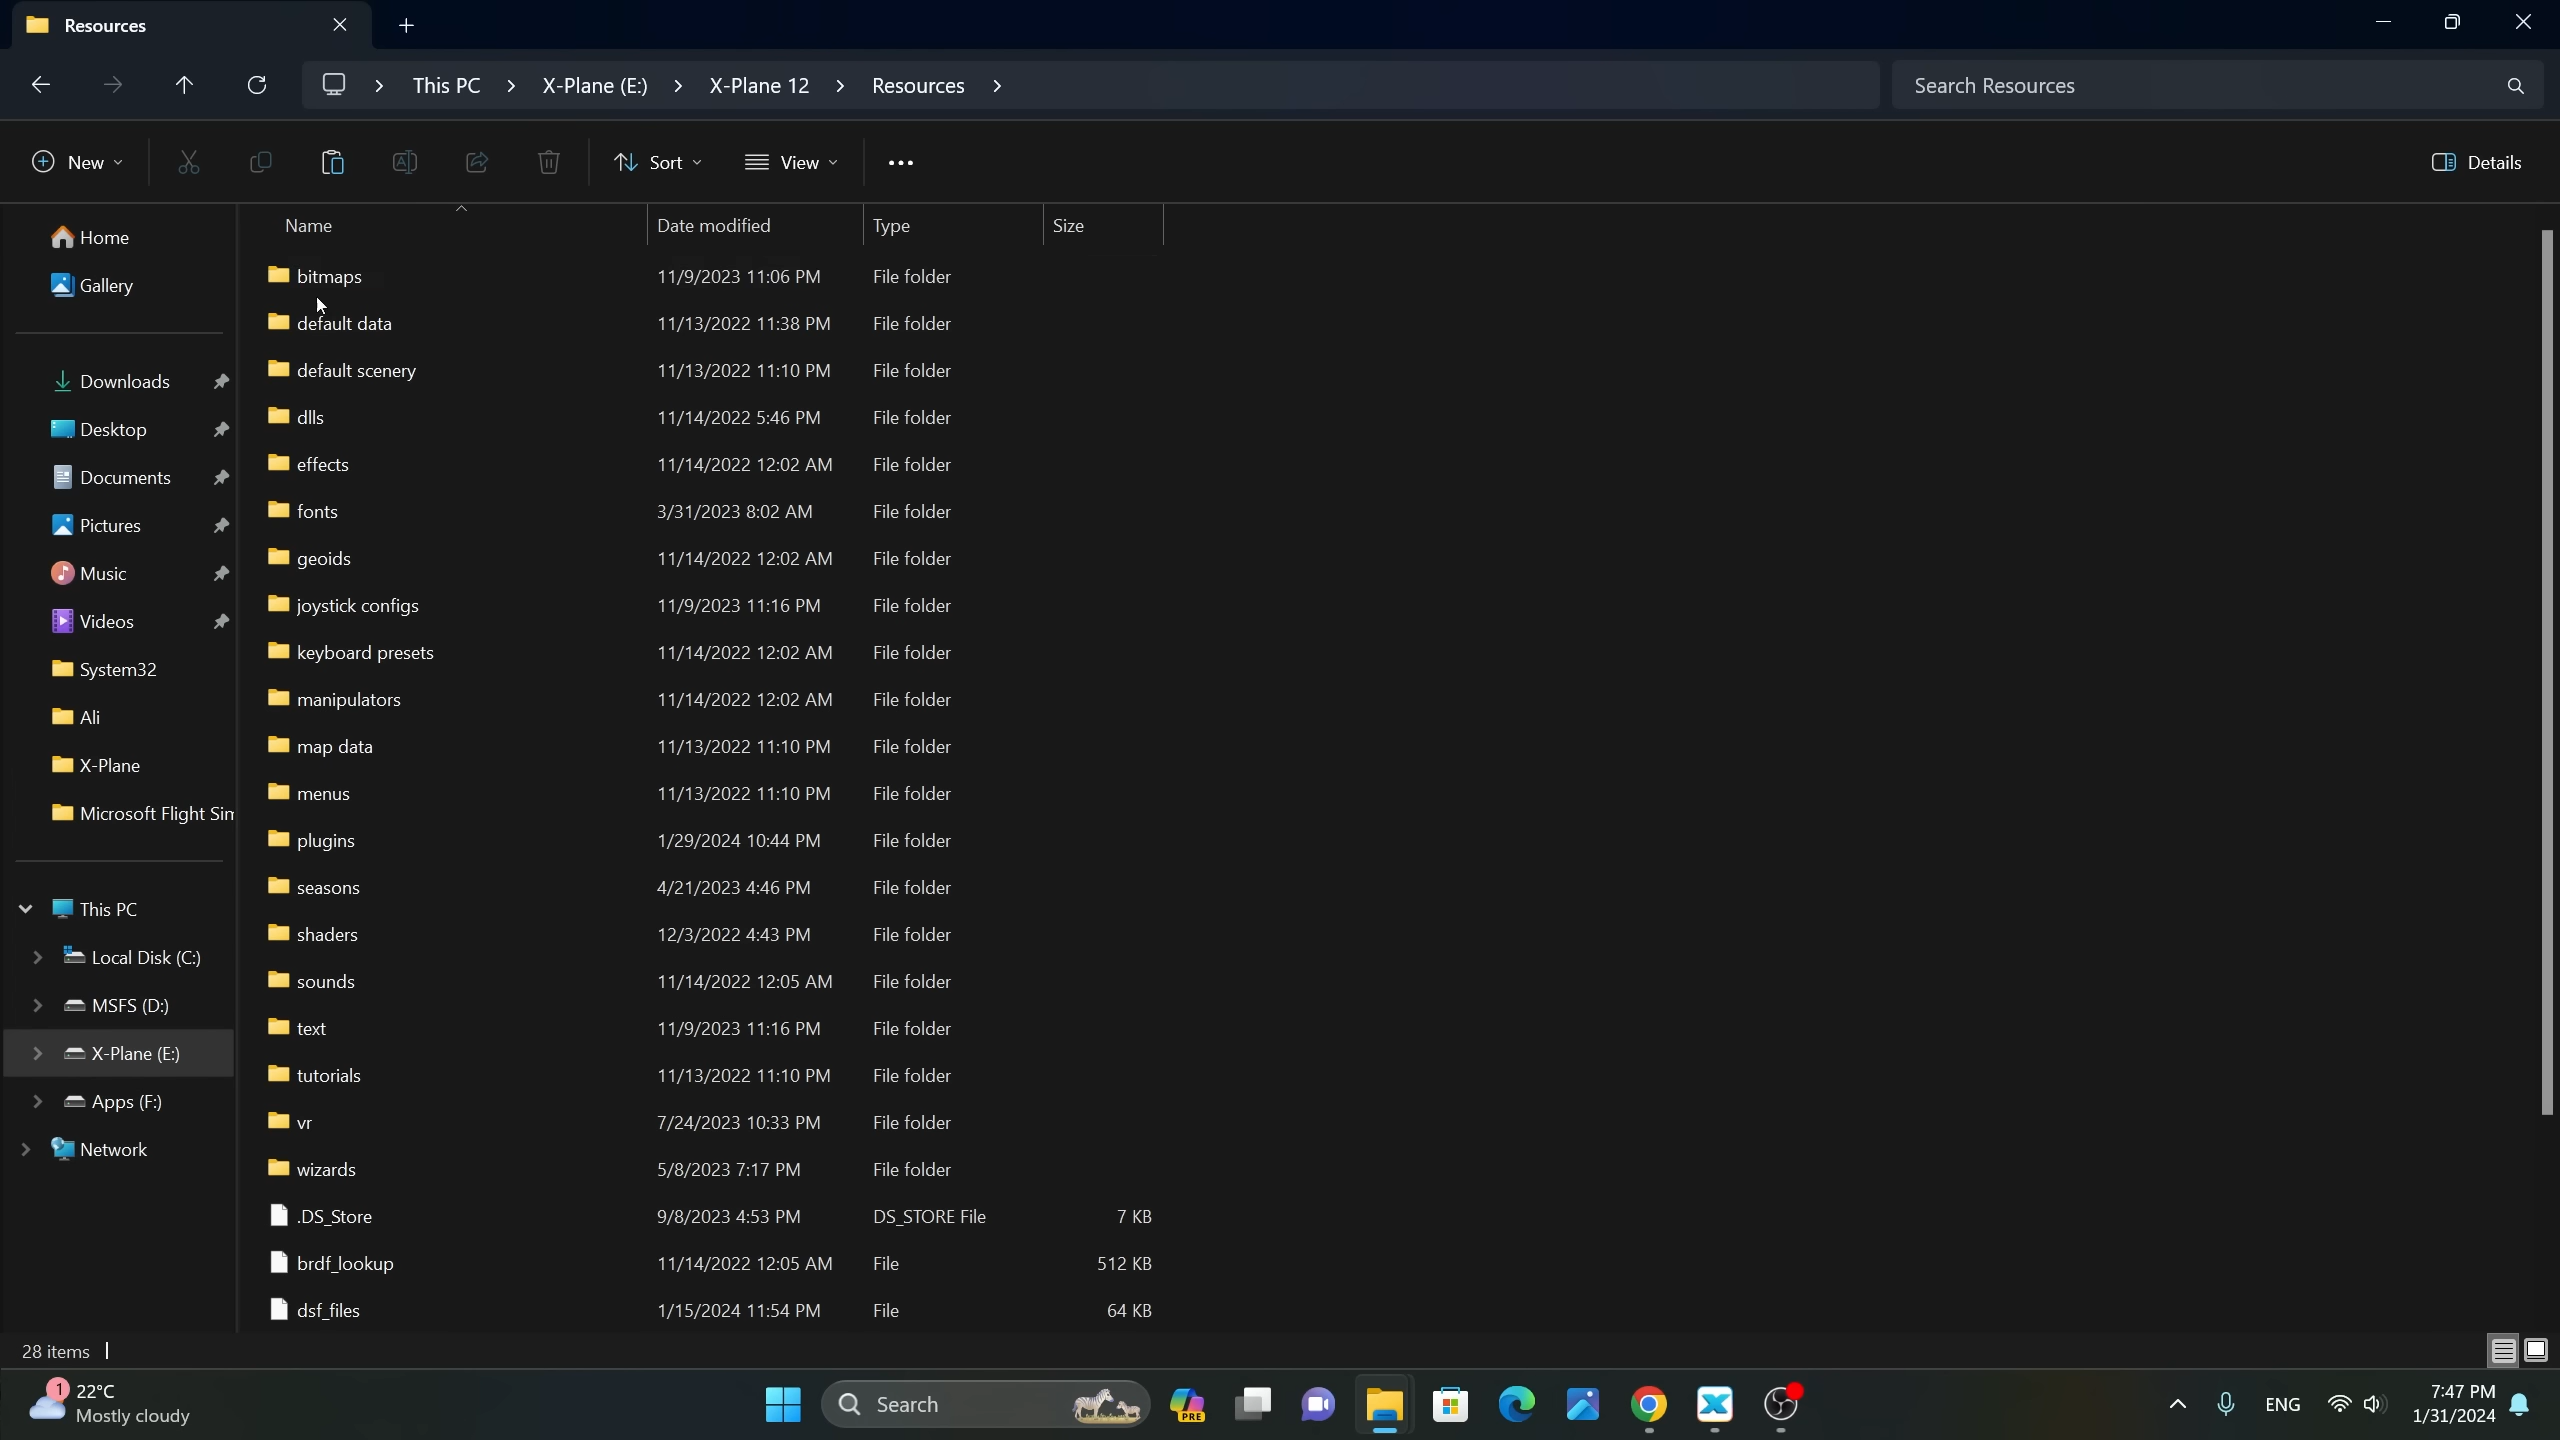 Resources
This PC
X-Plane (E:)
X-Plane 12
Resources
Search Resources
New
Sort
View
Details
Home
Gallery
Downloads
Desktop
Documents
Pictures
Music
Videos
System32
Ali
X-Plane
Microsoft Flight Sim
This PC
Local Disk (C:)
MSFS (D:)
X-Plane (E:)
Apps (F:)
Network
Name Date modified Type Size
bitmaps 11/9/2023 11:06 PM File folder
default data 11/13/2022 11:38 PM File folder
default scenery 11/13/2022 11:10 PM File folder
dlls 11/14/2022 5:46 PM File folder
effects 11/14/2022 12:02 AM File folder
fonts 3/31/2023 8:02 AM File folder
geoids 11/14/2022 12:02 AM File folder
joystick configs 11/9/2023 11:16 PM File folder
keyboard presets 11/14/2022 12:02 AM File folder
manipulators 11/14/2022 12:02 AM File folder
map data 11/13/2022 11:10 PM File folder
menus 11/13/2022 11:10 PM File folder
plugins 1/29/2024 10:44 PM File folder
seasons 4/21/2023 4:46 PM File folder
shaders 12/3/2022 4:43 PM File folder
sounds 11/14/2022 12:05 AM File folder
text 11/9/2023 11:16 PM File folder
tutorials 11/13/2022 11:10 PM File folder
vr 7/24/2023 10:33 PM File folder
wizards 5/8/2023 7:17 PM File folder
.DS_Store 9/8/2023 4:53 PM DS_STORE File 7 KB
brdf_lookup 11/14/2022 12:05 AM File 512 KB
dsf_files 1/15/2024 11:54 PM File 64 KB
28 items
1
22°C
Mostly cloudy
Search
PRE
ENG
7:47 PM
1/31/2024